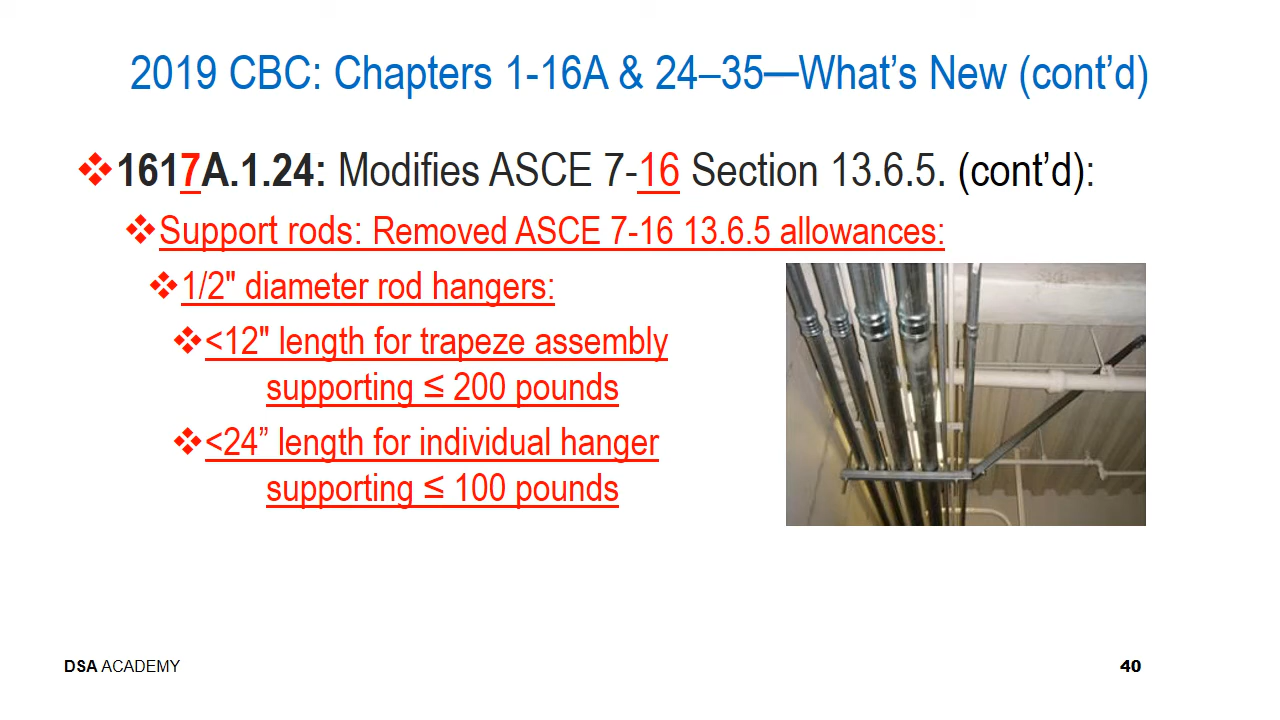 2019 CBC: Chapters 1-16A & 24–35—What’s New (cont’d)
❖1617A.1.24: Modifies ASCE 7-16 Section 13.6.5. (cont’d):
❖Support rods: Removed ASCE 7-16 13.6.5 allowances:
❖1/2" diameter rod hangers:
❖<12" length for trapeze assembly
supporting ≤ 200 pounds
❖<24” length for individual hanger
supporting ≤ 100 pounds
DSA ACADEMY
40